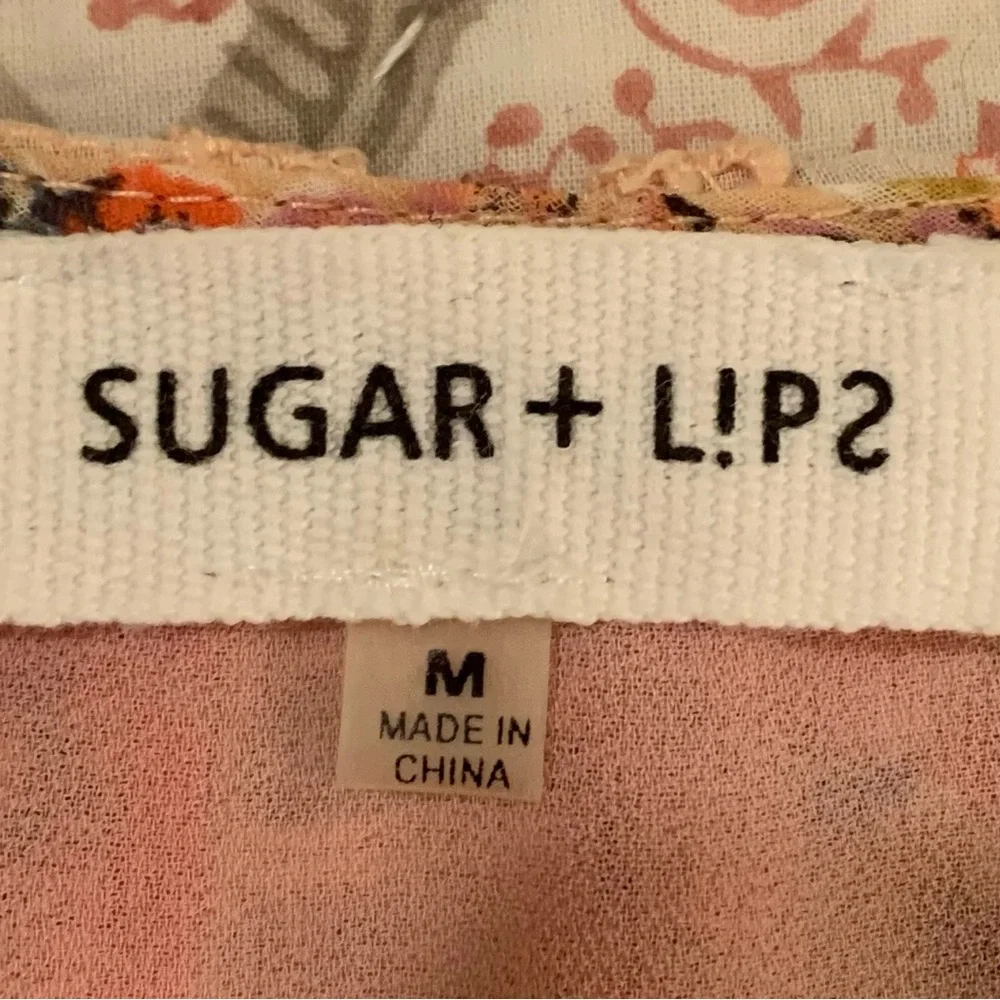 SUGAR + L!PS
M
MADE IN
CHINA